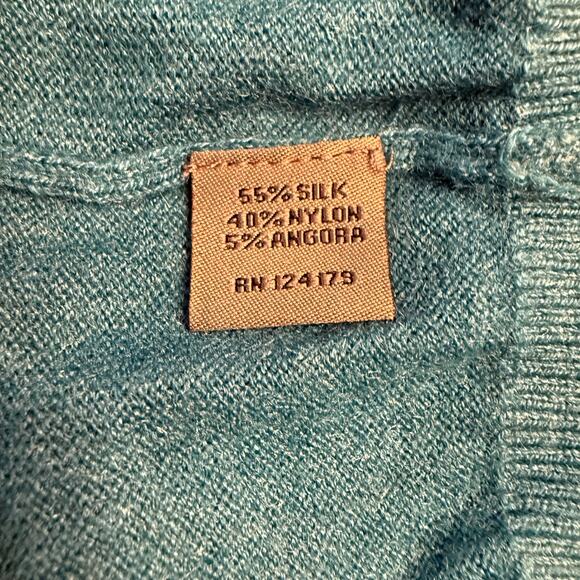 55% SILK
40% NYLON
5% ANGORA
RN 124179